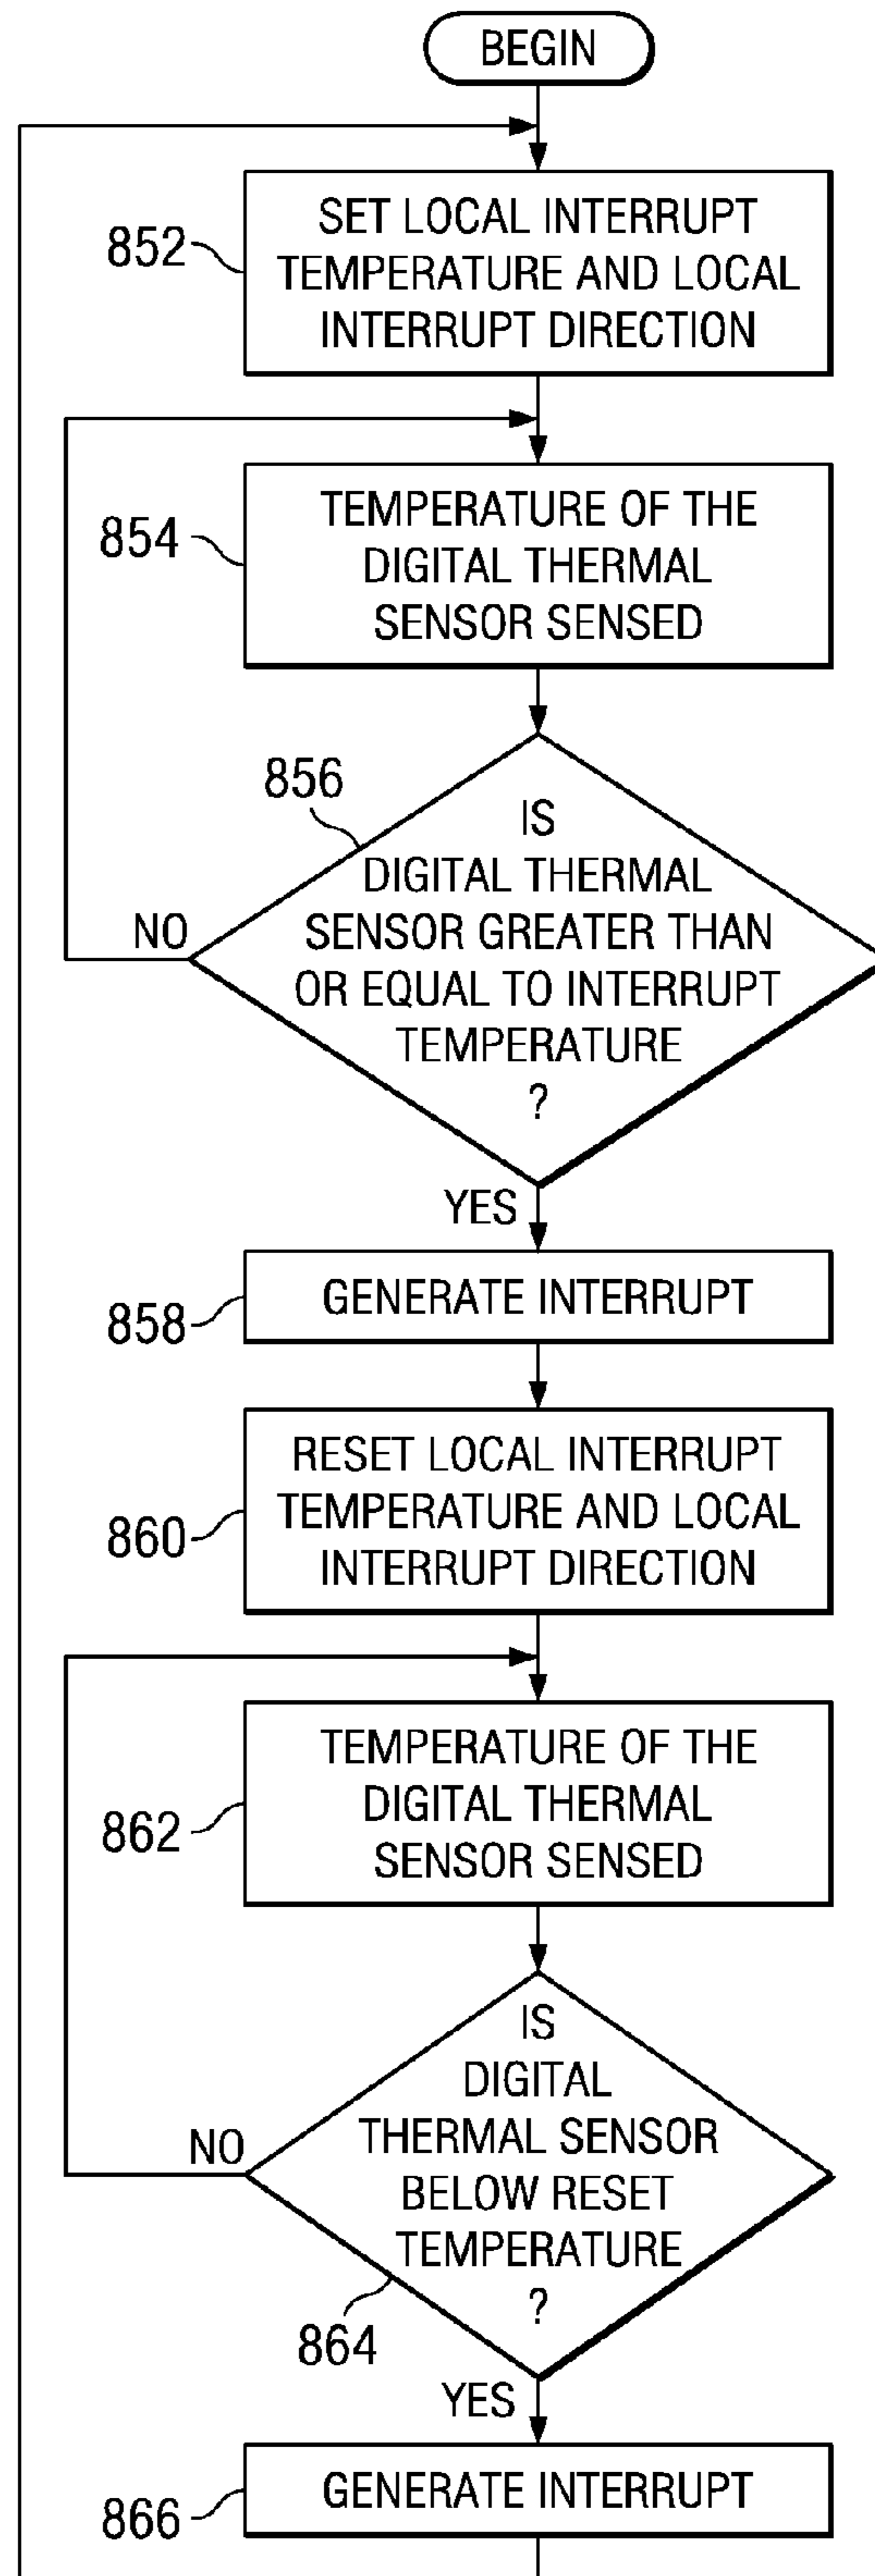 BEGIN
852
SET LOCAL INTERRUPT
TEMPERATURE AND LOCAL
INTERRUPT DIRECTION
854
TEMPERATURE OF THE
DIGITAL THERMAL
SENSOR SENSED
856
IS
DIGITAL THERMAL
SENSOR GREATER THAN
OR EQUAL TO INTERRUPT
TEMPERATURE
?
NO
YES
858
GENERATE INTERRUPT
860
RESET LOCAL INTERRUPT
TEMPERATURE AND LOCAL
INTERRUPT DIRECTION
862
TEMPERATURE OF THE
DIGITAL THERMAL
SENSOR SENSED
IS
DIGITAL
THERMAL SENSOR
BELOW RESET
TEMPERATURE
?
NO
864
YES
866
GENERATE INTERRUPT